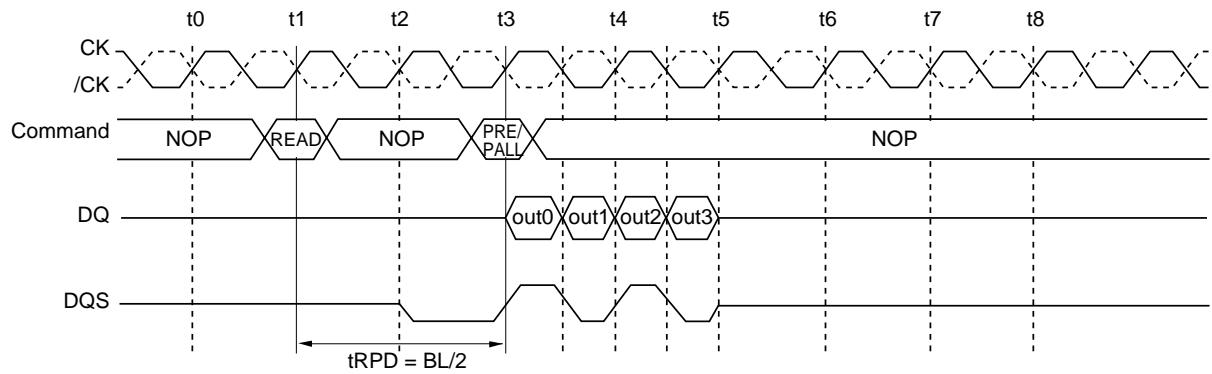 t0 t1 t2 t3 t4 t5 t6 t7 t8
CK
/CK
Command NOP READ NOP PRE/ PALL NOP
DQ out0 out1 out2 out3
DQS
tRPD = BL/2